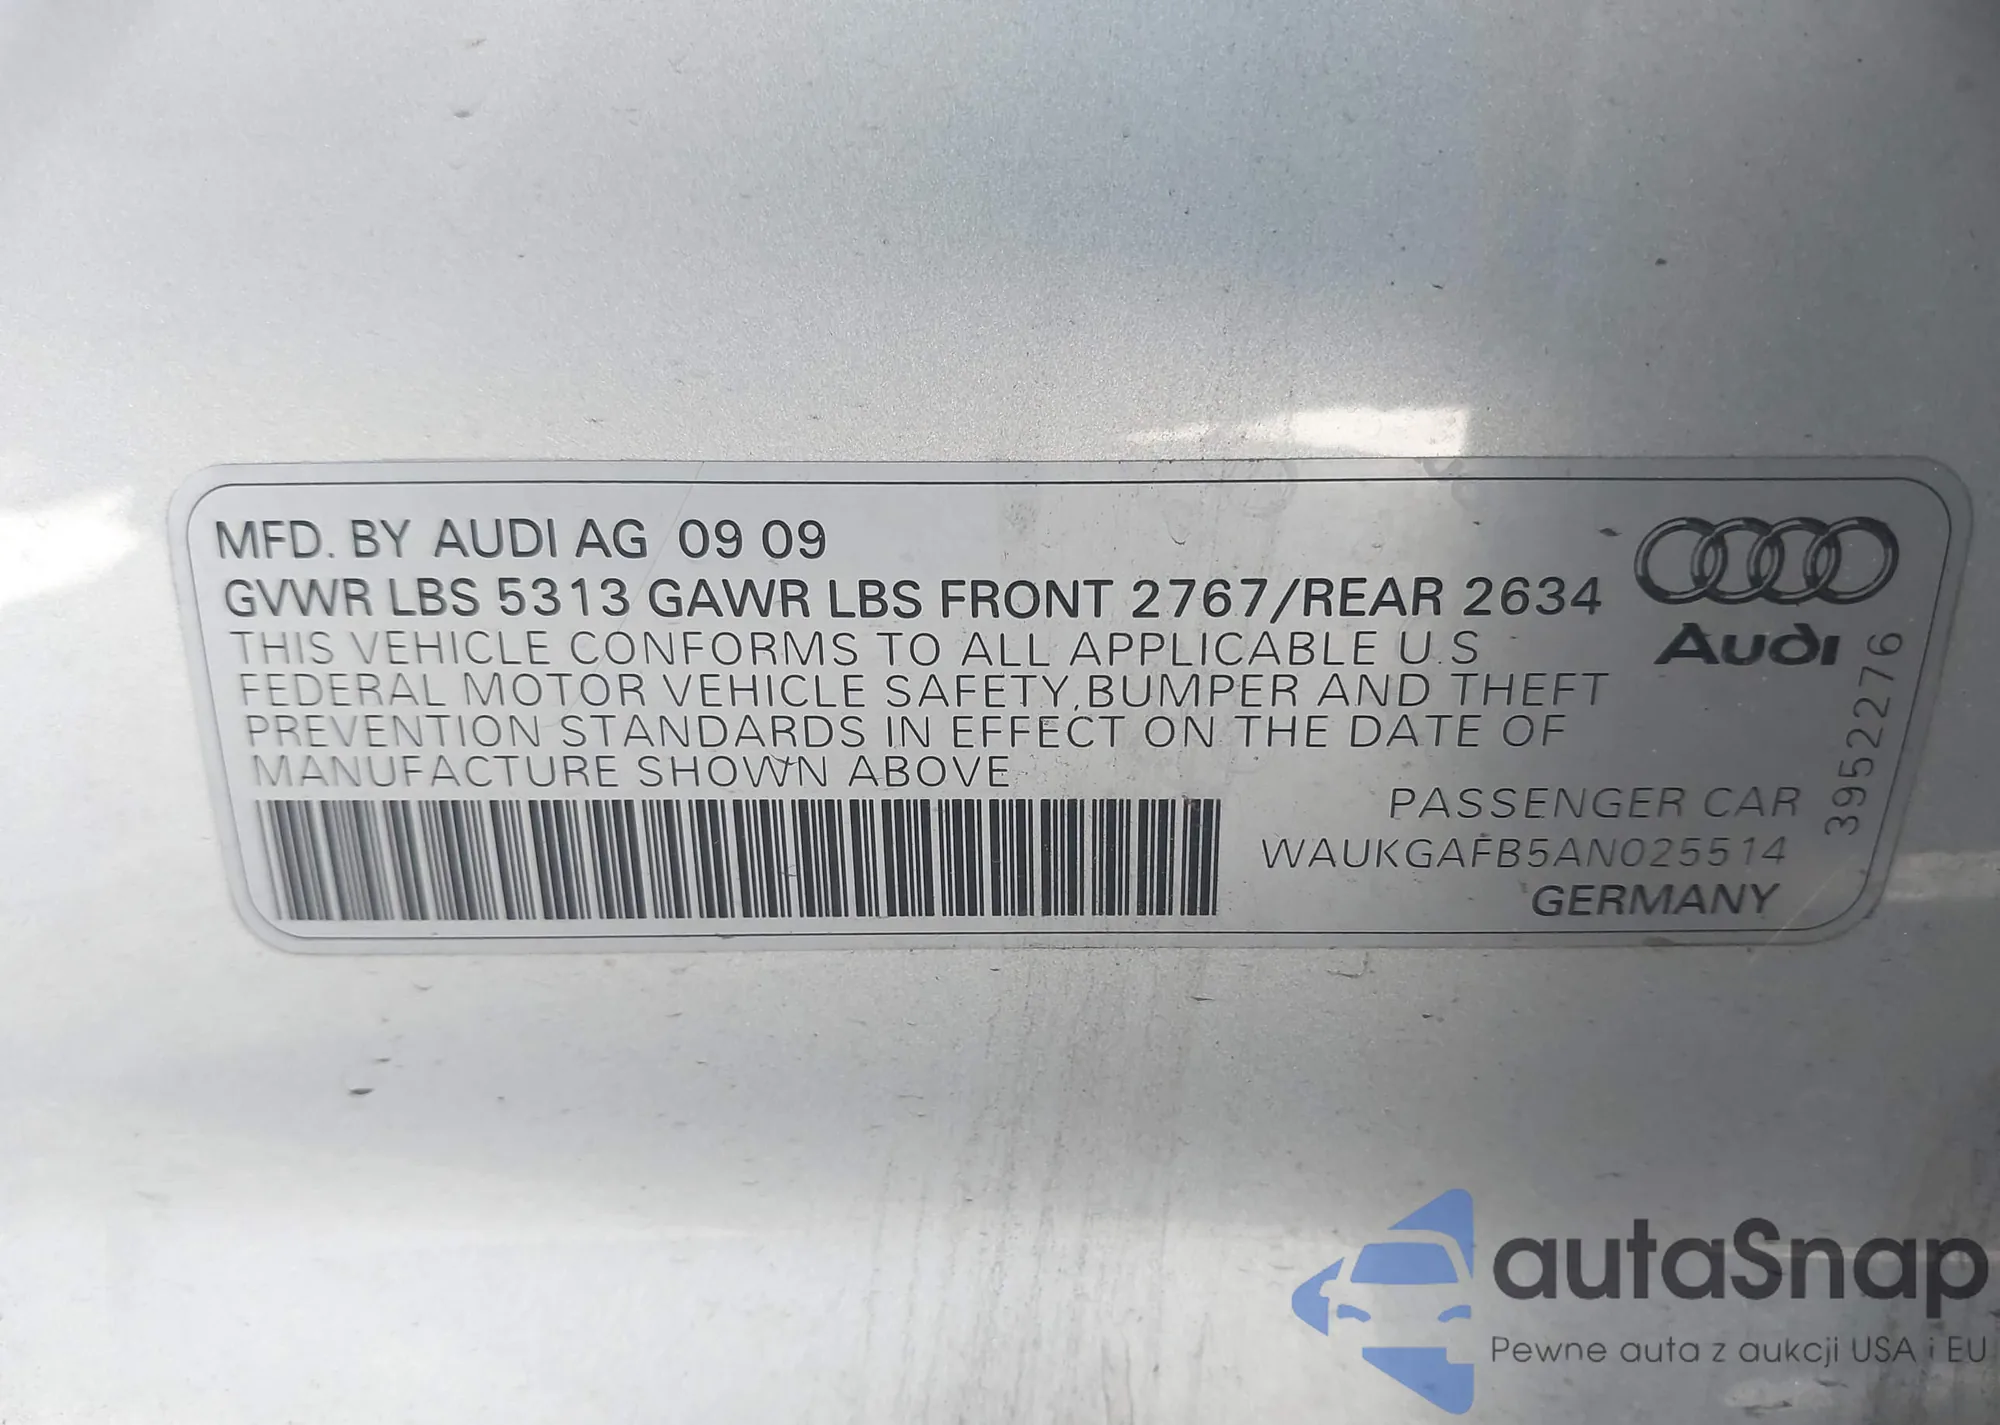 MFD. BY AUDI AG 09 09
GVWR LBS 5313 GAWR LBS FRONT 2767/REAR 2634
THIS VEHICLE CONFORMS TO ALL APPLICABLE U.S
FEDERAL MOTOR VEHICLE SAFETY,BUMPER AND THEFT
PREVENTION STANDARDS IN EFFECT ON THE DATE OF
MANUFACTURE SHOWN ABOVE
Audi
3952276
PASSENGER CAR
WAUKGAFB5AN025514
GERMANY
autaSnap
Pewne auta z aukcji USA i EU